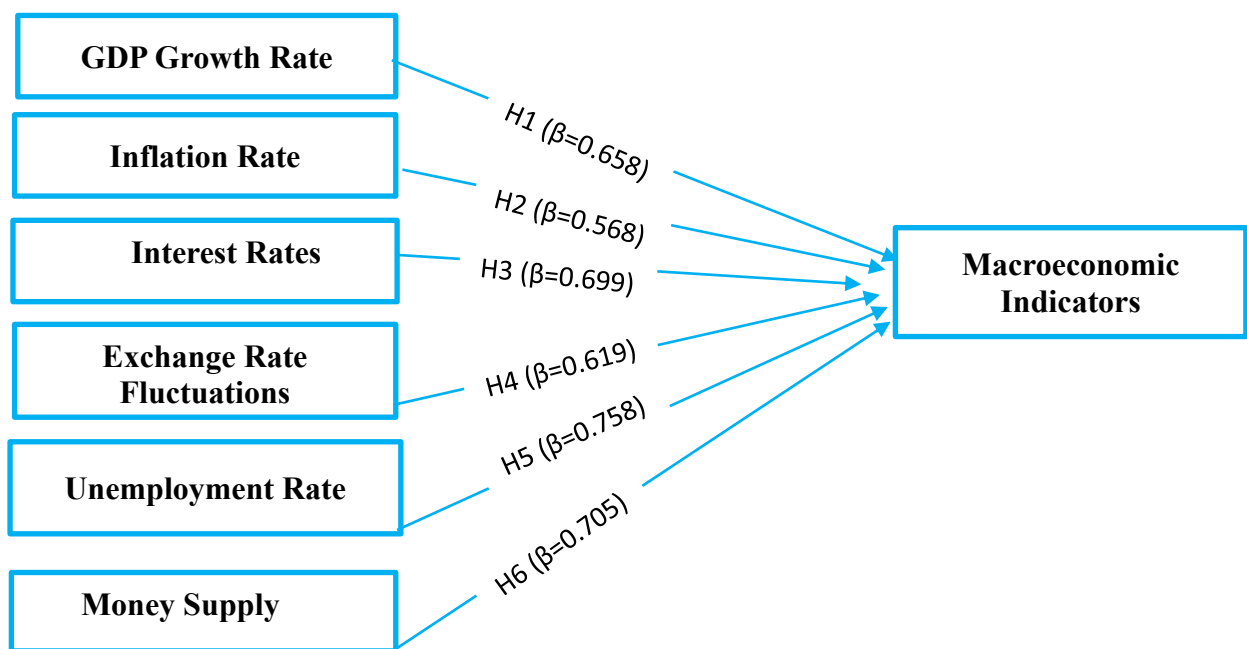 GDP Growth Rate
H1 (β=0.658)
Inflation Rate
H2 (β=0.568)
Interest Rates
H3 (β=0.699)
Macroeconomic
Indicators
Exchange Rate
Fluctuations
H4 (β=0.619)
Unemployment Rate
H5 (β=0.758)
Money Supply
H6 (β=0.705)